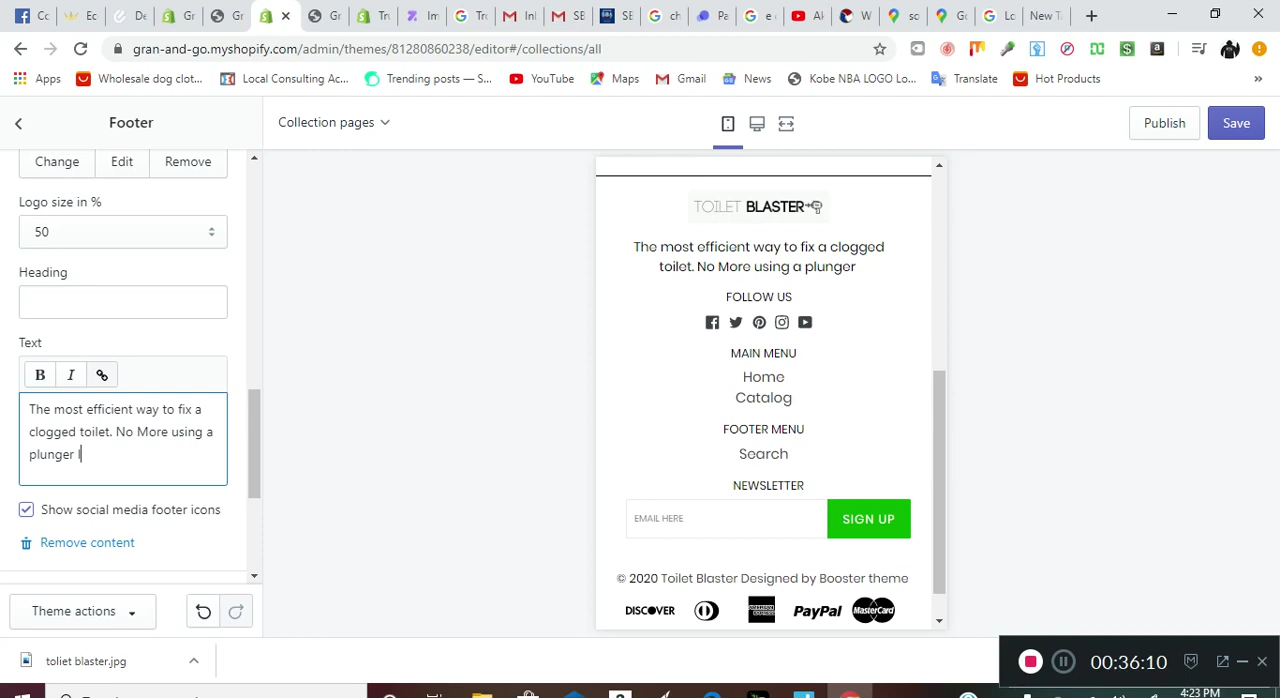 Cc
Ec
De
Gr
Gr
Gr
Tru
Im
Tro
Inl
SE
SE
ch
Pa
e c
Al
W
sc
Gc
Lc
New T
gran-and-go.myshopify.com/admin/themes/81280860238/editor#/collections/all
Apps
Wholesale dog clot...
Local Consulting Ac...
Trending posts — S...
YouTube
Maps
Gmail
News
Kobe NBA LOGO Lo...
Translate
Hot Products
»
Footer
Collection pages
Publish
Save
Change
Edit
Remove
Logo size in %
50
Heading
Text
B I
The most efficient way to fix a
clogged toilet. No More using a
plunger
Show social media footer icons
Remove content
Theme actions
TOILET BLASTER
The most efficient way to fix a clogged
toilet. No More using a plunger
FOLLOW US
MAIN MENU
Home
Catalog
FOOTER MENU
Search
NEWSLETTER
EMAIL HERE
SIGN UP
© 2020 Toilet Blaster Designed by Booster theme
DISCOVER
AMERICAN EXPRESS
PayPal
MasterCard
toliet blaster.jpg
00:36:10
4:23 PM